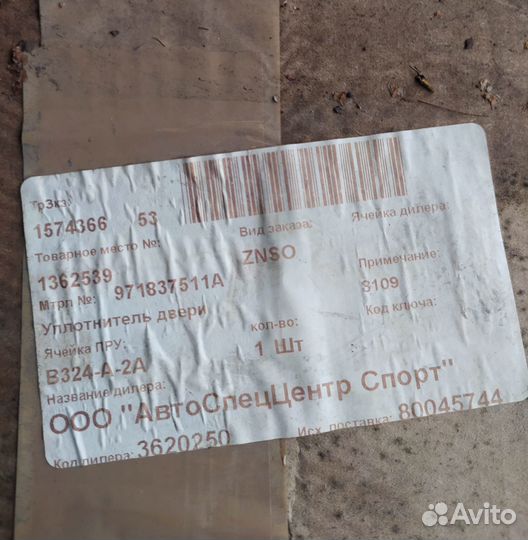 ТрЗкз:
1574366 53
Товарное место №:
Вид заказа:
Ячейка дилера:
1362539
ZNSO
Мтрл №: 971837511A
Примечание:
3109
Уплотнитель двери
Код ключа:
Ячейка ПРУ:
кол-во:
B324-A-2A
1 Шт
Название дилера:
ООО "АвтоСпецЦентр Спорт"
Код дилера: 3620250
Исх. поставка: 80045744
Avito